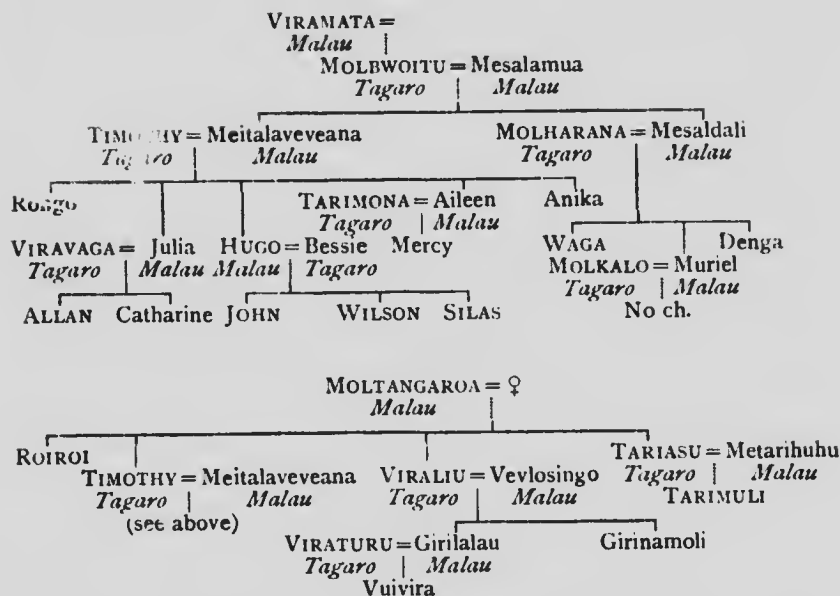 VIRAMATA=
Malau |
MOLBWOITU = Mesalamua
Tagaro | Malau
TIMOTHY = Meitalaveveana MOLHARANA = Mesaldali
Tagaro | Malau Tagaro | Malau
Rongo TARIMONA = Aileen Anika
Tagaro | Malau WAGA Denga
VIRAVAGA = Julia HUGO = Bessie Mercy
Tagaro | Malau Malau | Tagaro MOLKALO = Muriel
Tagaro | Malau
ALLAN Catharine JOHN WILSON SILAS No ch.
MOLTANGAROA = ♀
Malau |
ROIROI TARIASU = Metarihuhu
TIMOTHY = Meitalaveveana VIRALIU = Vevlosingo Tagaro | Malau
Tagaro | Malau Tagaro | Malau TARIMULI
(see above)
VIRATURU = Girilalau Girinamoli
Tagaro | Malau
Vuivira